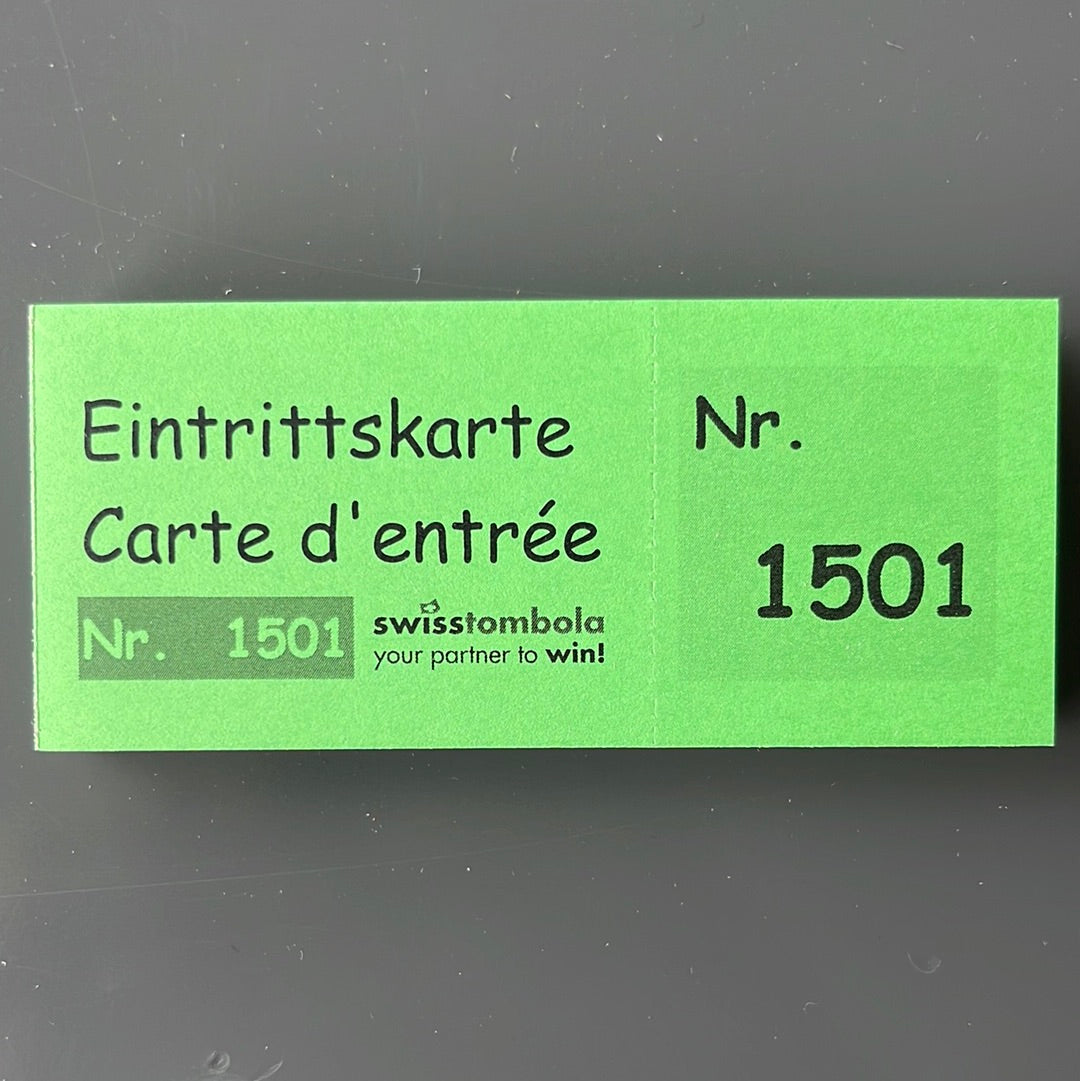 Eintrittskarte
Carte d'entrée
Nr. 1501
swisstombola
your partner to win!
Nr.
1501